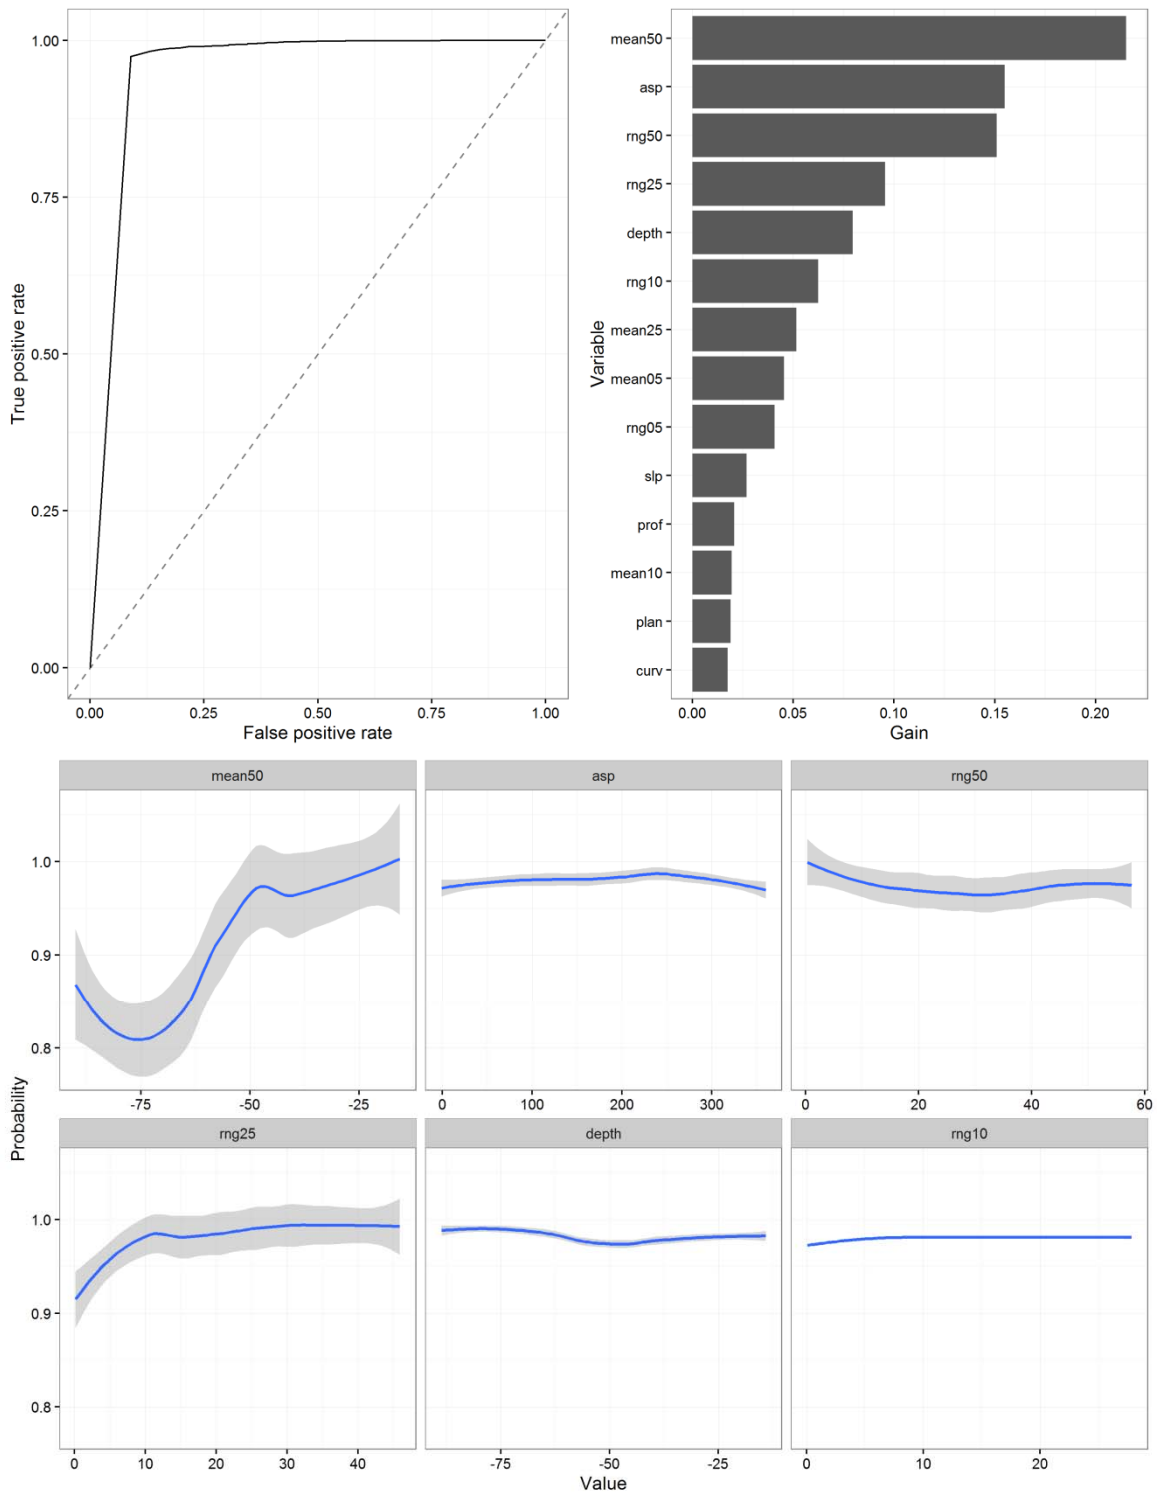 1.00
0.75
0.50
0.25
0.00
True positive rate
0.00 0.25 0.50 0.75 1.00
False positive rate
mean50
asp
rng50
rng25
depth
rng10
mean25
mean05
rng05
slp
prof
mean10
plan
curv
Variable
0.00 0.05 0.10 0.15 0.20
Gain
mean50 asp rng50
1.0
0.9
0.8
-75 -50 -25
0 100 200 300
0 20 40 60
Probability
rng25 depth rng10
1.0
0.9
0.8
0 10 20 30 40
-75 -50 -25
0 10 20
Value